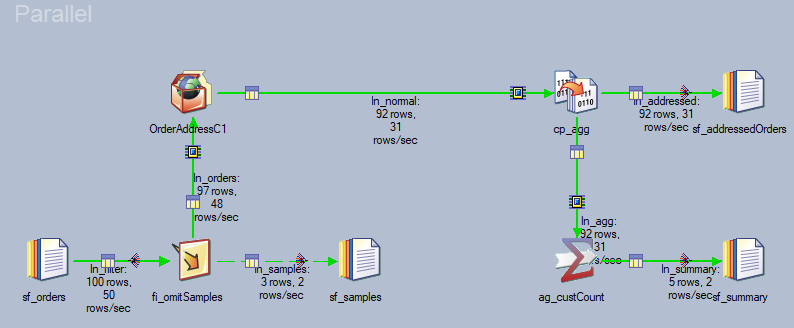 Parallel
OrderAddressC1
ln_normal:
92 rows,
31
rows/sec
cp_agg
ln_addressed:
92 rows, 31
rows/sec
sf_addressedOrders
ln_orders:
97 rows,
48
rows/sec
sf_orders
ln_filter:
100 rows,
50
rows/sec
fi_omitSamples
ln_samples:
3 rows, 2
rows/sec
sf_samples
ln_agg:
92 rows,
31
rows/sec
ag_custCount
ln_summary:
5 rows, 2
rows/sec
sf_summary